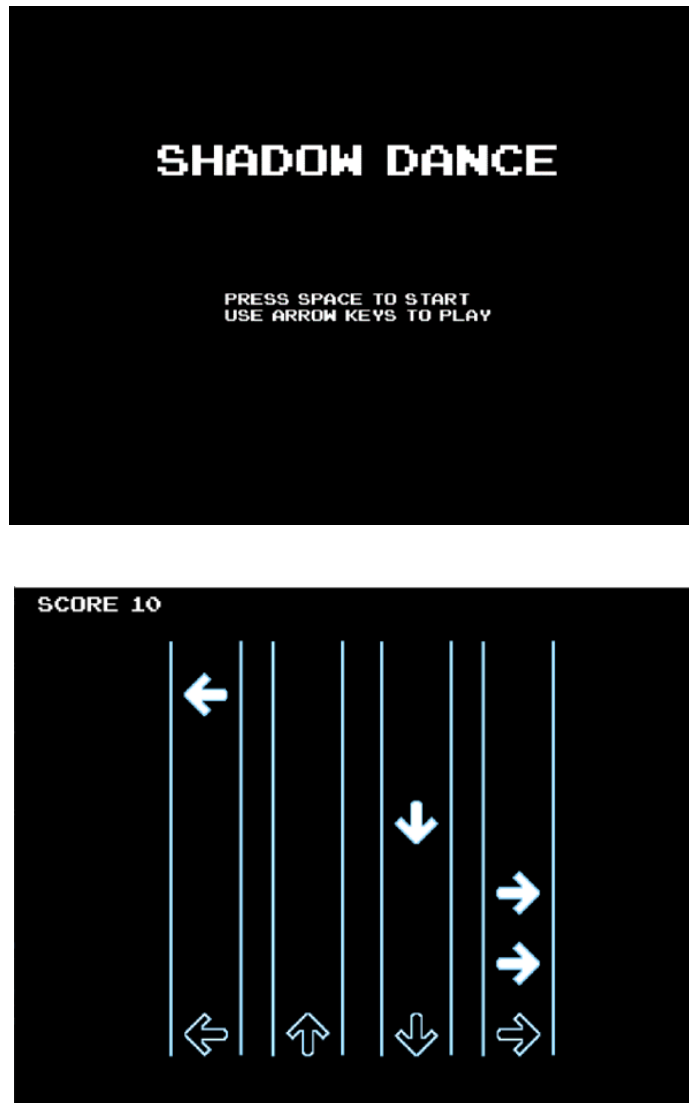 SHADOW DANCE
PRESS SPACE TO START
USE ARROW KEYS TO PLAY
SCORE 10